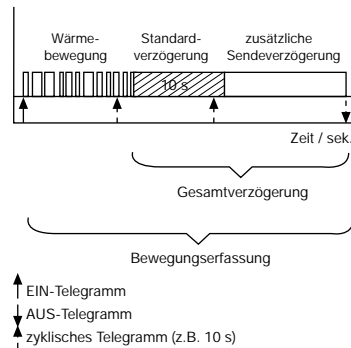 Wärme-
bewegung
Standard-
verzögerung
zusätzliche
Sendeverzögerung
10 s
Zeit / sek.
Gesamtverzögerung
Bewegungserfassung
EIN-Telegramm
AUS-Telegramm
zyklisches Telegramm (z.B. 10 s)